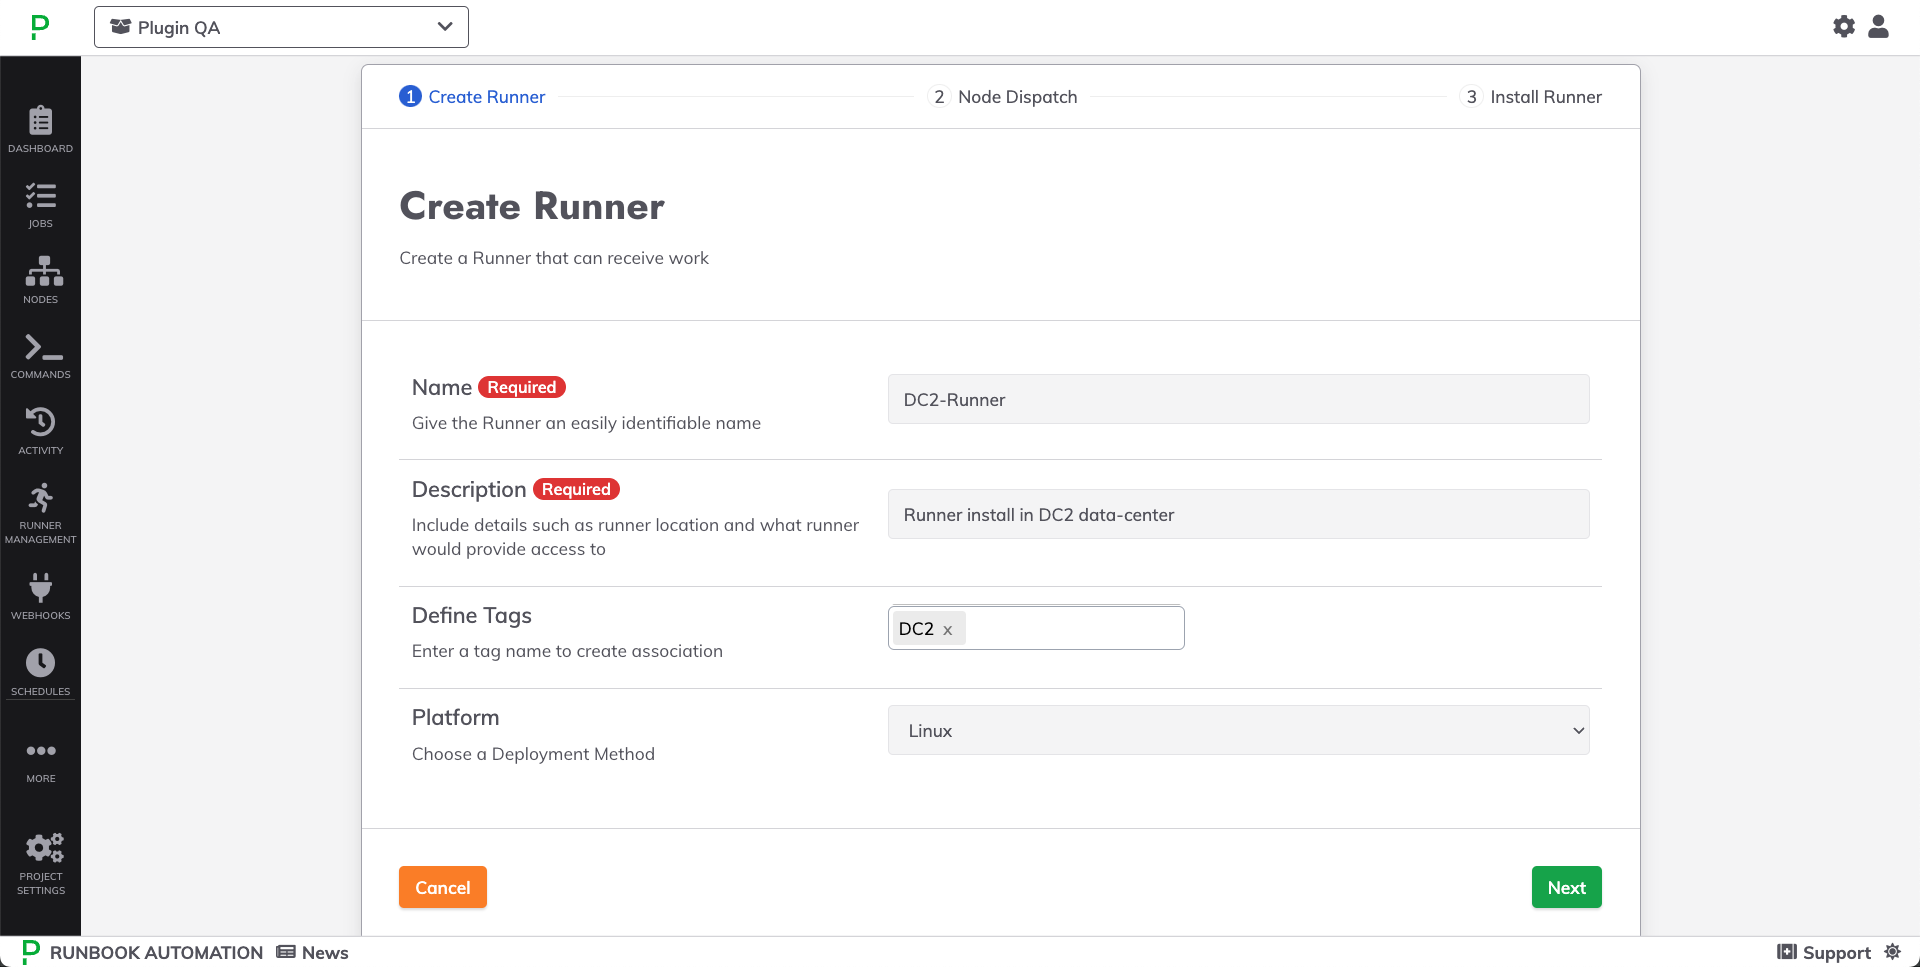 Plugin QA
1 Create Runner
2 Node Dispatch
3 Install Runner
DASHBOARD
JOBS
NODES
COMMANDS
ACTIVITY
RUNNER
MANAGEMENT
WEBHOOKS
SCHEDULES
MORE
PROJECT
SETTINGS
Create Runner
Create a Runner that can receive work
Name Required
Give the Runner an easily identifiable name
DC2-Runner
Description Required
Include details such as runner location and what runner
would provide access to
Runner install in DC2 data-center
Define Tags
Enter a tag name to create association
DC2 x
Platform
Choose a Deployment Method
Linux
Cancel
Next
RUNBOOK AUTOMATION
News
Support